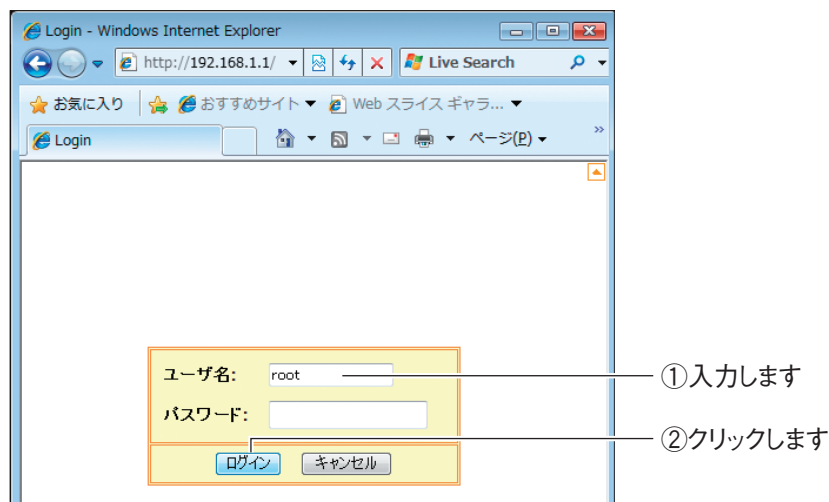 Login - Windows Internet Explorer
http://192.168.1.1/
Live Search
お気に入り
おすすめサイト
Web スライス ギャラ...
Login
ページ(P)
»
ユーザ名: root
①入力します
パスワード:
②クリックします
ログイン
キャンセル